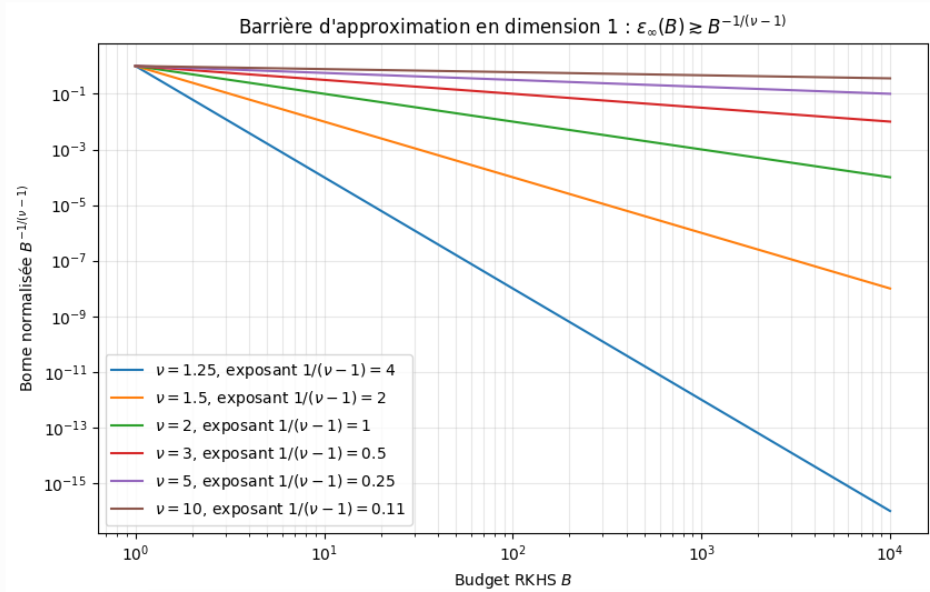 Barrière d'approximation en dimension 1 : ε∞(B) ≳ B^{-1/(ν-1)}
Borne normalisée B^{-1/(ν-1)}
10^{-1}
10^{-3}
10^{-5}
10^{-7}
10^{-9}
10^{-11}
10^{-13}
10^{-15}
ν = 1.25, exposant 1/(ν − 1) = 4
ν = 1.5, exposant 1/(ν − 1) = 2
ν = 2, exposant 1/(ν − 1) = 1
ν = 3, exposant 1/(ν − 1) = 0.5
ν = 5, exposant 1/(ν − 1) = 0.25
ν = 10, exposant 1/(ν − 1) = 0.11
10^0 10^1 10^2 10^3 10^4
Budget RKHS B